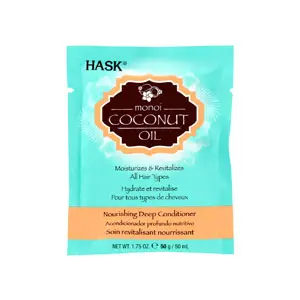 HASK®
monoi
COCONUT
OIL
Moisturizes & Revitalizes
All Hair Types
Hydrate et revitalise
Pour tous types de cheveux
Nourishing Deep Conditioner
Acondicionador profundo nutritivo
Soin revitalisant nourrissant
NET WT. 1.75 OZ. ℮ 50 g / 50 mL